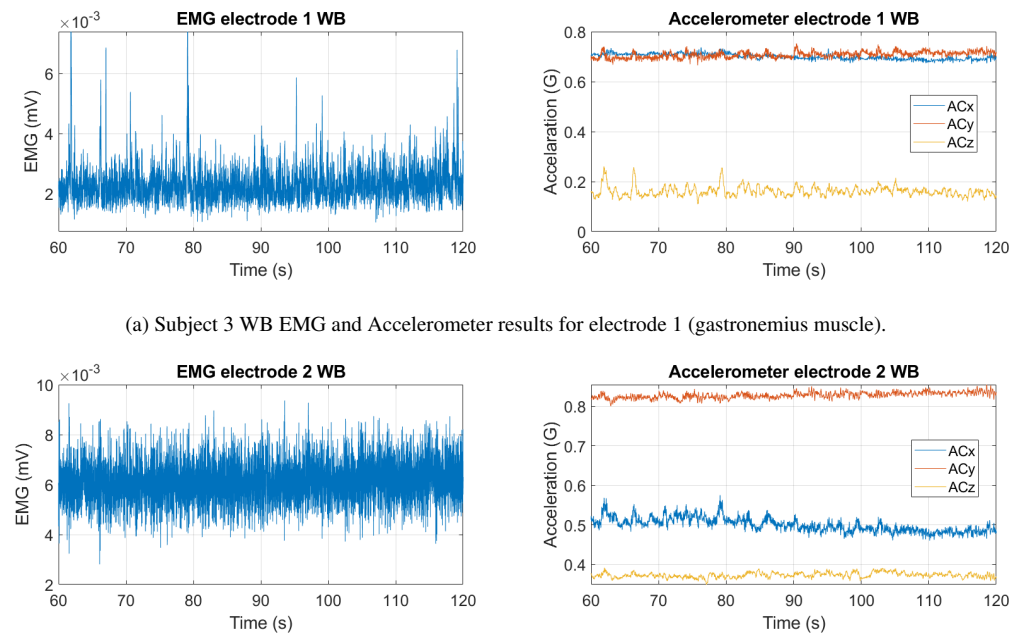 EMG electrode 1 WB
×10⁻³
6
4
2
60 70 80 90 100 110 120
EMG (mV)
Time (s)
Accelerometer electrode 1 WB
0.8
0.6
0.4
0.2
0
60 70 80 90 100 110 120
Accelaration (G)
Time (s)
ACx
ACy
ACz
(a) Subject 3 WB EMG and Accelerometer results for electrode 1 (gastronemius muscle).
EMG electrode 2 WB
×10⁻³
10
8
6
4
2
60 70 80 90 100 110 120
EMG (mV)
Time (s)
Accelerometer electrode 2 WB
0.8
0.7
0.6
0.5
0.4
60 70 80 90 100 110 120
Acceleration (G)
Time (s)
ACx
ACy
ACz